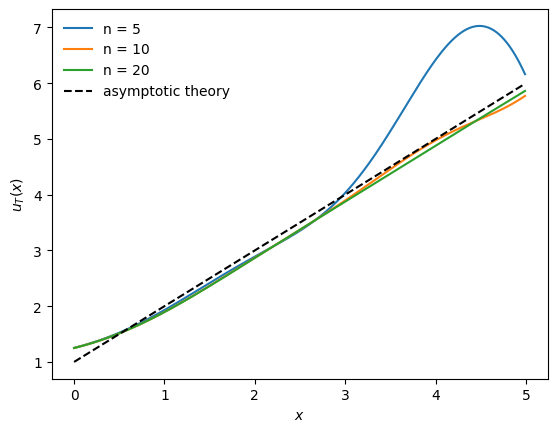 n = 5
n = 10
n = 20
asymptotic theory
7
6
5
4
3
2
1
u_T(x)
0 1 2 3 4 5
x